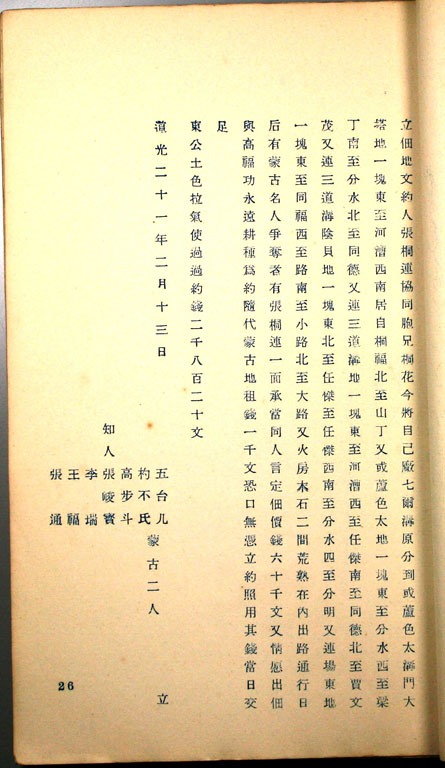 立佃地文約人張榈連協同胞兄榈花今將自己厰七爾溝原分到或蘆色太溝門大
塔地一塊東至河漕西南居自榈福北至山丁又或蘆色太地一塊東至分水西至梁
丁南至分水北至同德又連三道溝地一塊東至河漕西至任傑南至同德北至賈文
茂又連三道溝陰貝地一塊東北至任傑至任傑西南至分水四至分明又連場東地
一塊東至同福西至路南至小路北至大路又火房木石二間荒熟在內出路通行日
后有蒙古名人爭奪者有張榈連一面承當同人言定佃價錢六十千文又情愿出佃
與高福功永遠耕種爲約隨代蒙古地租錢一千文恐口無憑立約照用其錢當日交
足
東公土色拉氣使過過約錢二千八百二十文
道光二十一年二月十三日
立
五台儿
杓不氏
蒙古二人
高步斗
知人張峻賓
李瑞
王福
張通
26